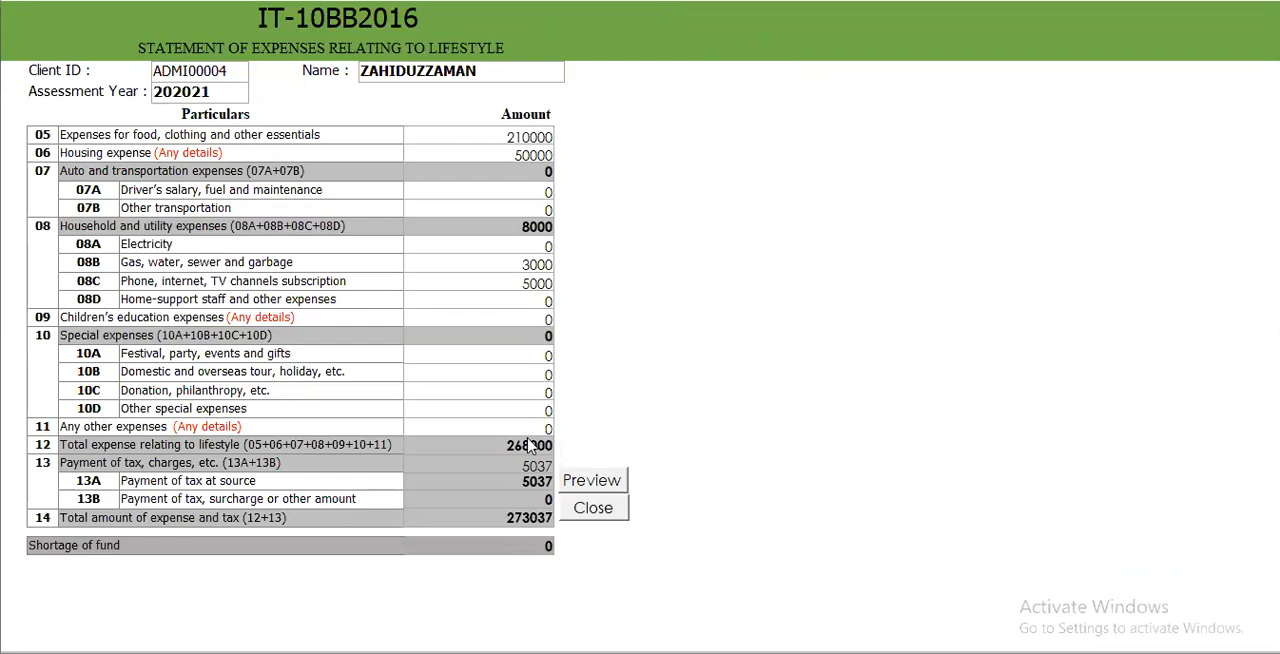 IT-10BB2016
STATEMENT OF EXPENSES RELATING TO LIFESTYLE
Client ID : ADMI00004 Name : ZAHIDUZZAMAN
Assessment Year : 202021
Particulars Amount
05 Expenses for food, clothing and other essentials 210000
06 Housing expense (Any details) 50000
07 Auto and transportation expenses (07A+07B) 0
07A Driver's salary, fuel and maintenance 0
07B Other transportation 0
08 Household and utility expenses (08A+08B+08C+08D) 8000
08A Electricity 0
08B Gas, water, sewer and garbage 3000
08C Phone, internet, TV channels subscription 5000
08D Home-support staff and other expenses 0
09 Children's education expenses (Any details) 0
10 Special expenses (10A+10B+10C+10D) 0
10A Festival, party, events and gifts 0
10B Domestic and overseas tour, holiday, etc. 0
10C Donation, philanthropy, etc. 0
10D Other special expenses 0
11 Any other expenses (Any details) 0
12 Total expense relating to lifestyle (05+06+07+08+09+10+11)
13 Payment of tax, charges, etc. (13A+13B) 5037
13A Payment of tax at source 5037 Preview
13B Payment of tax, surcharge or other amount 0
Close
14 Total amount of expense and tax (12+13) 273037
Shortage of fund 0
Activate Windows
Go to Settings to activate Windows.